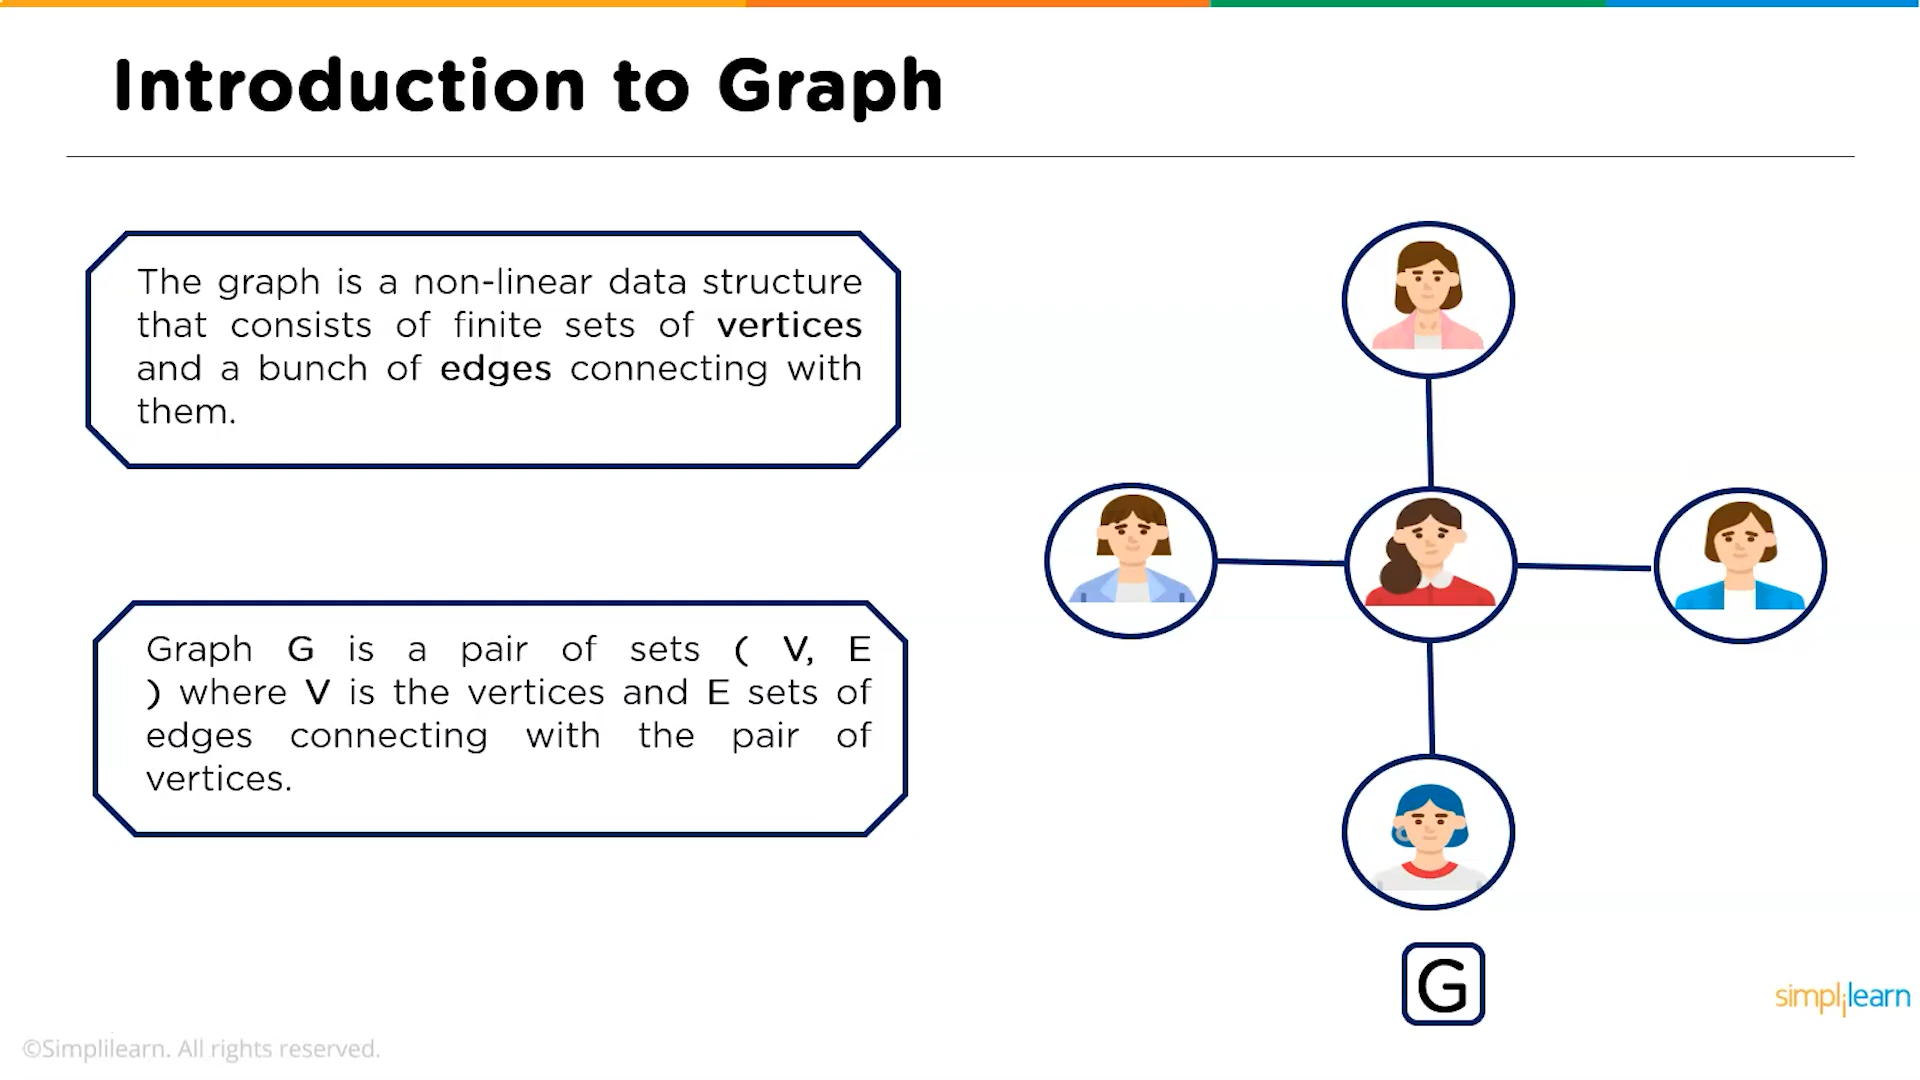 Introduction to Graph
The graph is a non-linear data structure
that consists of finite sets of vertices
and a bunch of edges connecting with
them.
Graph G is a pair of sets ( V, E
) where V is the vertices and E sets of
edges connecting with the pair of
vertices.
G
simplilearn
©Simplilearn. All rights reserved.